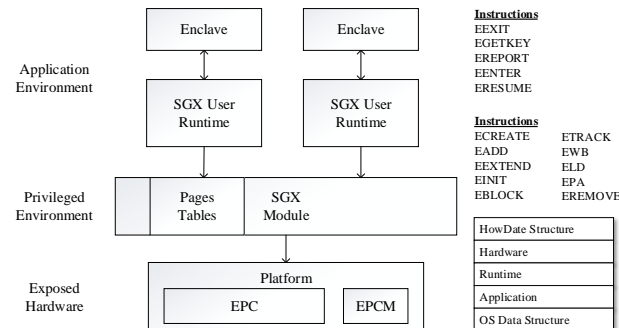 Application
Environment
Enclave
Enclave
SGX User
Runtime
SGX User
Runtime
Privileged
Environment
Pages
Tables
SGX
Module
Exposed
Hardware
Platform
EPC
EPCM
Instructions
EEXIT
EGETKEY
EREPORT
EENTER
ERESUME
Instructions
ECREATE ETRACK
EADD EWB
EEXTEND ELD
EINIT EPA
EBLOCK EREMOVE
HowDate Structure
Hardware
Runtime
Application
OS Data Structure